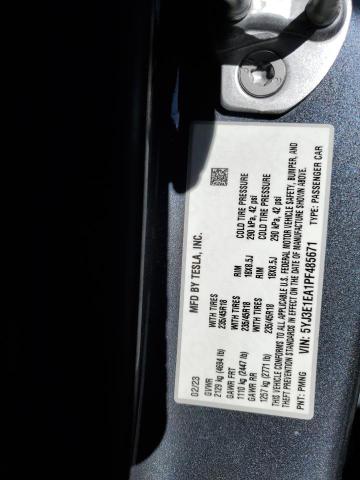 MFD BY TESLA, INC.
02/23
GVWR
2129 kg (4694 lb)
GAWR FRT WITH TIRES RIM COLD TIRE PRESSURE
1110 kg (2447 lb) 235/45R18 18X8.5J 290 kPa, 42 psi
GAWR RR WITH TIRES RIM COLD TIRE PRESSURE
1257 kg (2771 lb) 235/45R18 18X8.5J 290 kPa, 42 psi
THIS VEHICLE CONFORMS TO ALL APPLICABLE U.S. FEDERAL MOTOR VEHICLE SAFETY, BUMPER, AND
THEFT PREVENTION STANDARDS IN EFFECT ON THE DATE OF MANUFACTURE SHOWN ABOVE.
PNT: PMNG VIN: 5YJ3E1EA1PF485671 TYPE: PASSENGER CAR